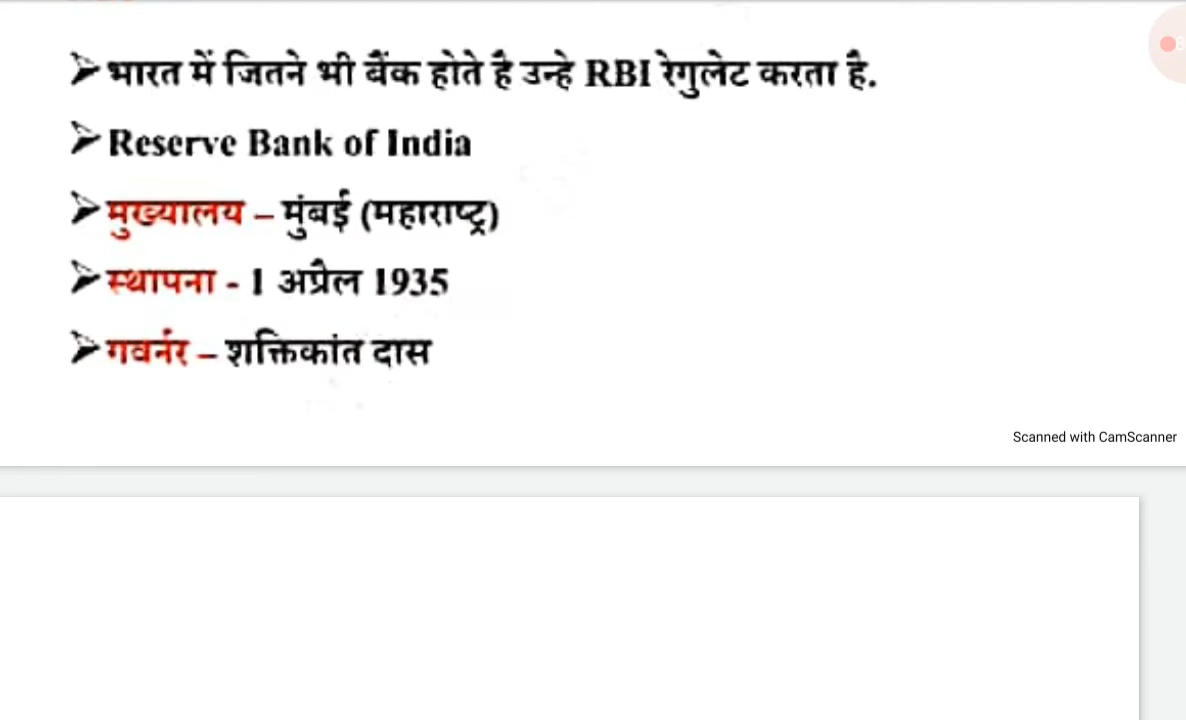 ➢भारत में जितने भी बैंक होते है उन्हे RBI रेगुलेट करता है.
➢Reserve Bank of India
➢मुख्यालय – मुंबई (महाराष्ट्र)
➢स्थापना - 1 अप्रैल 1935
➢गवर्नर – शक्तिकांत दास
Scanned with CamScanner